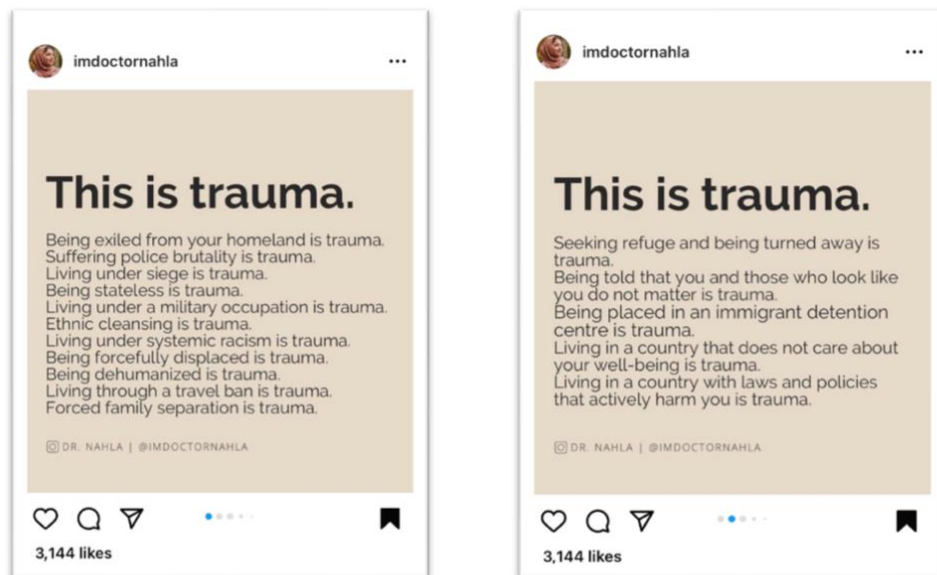 imdoctornahla
This is trauma.
Being exiled from your homeland is trauma.
Suffering police brutality is trauma.
Living under siege is trauma.
Being stateless is trauma.
Living under a military occupation is trauma.
Ethnic cleansing is trauma.
Living under systemic racism is trauma.
Being forcefully displaced is trauma.
Being dehumanized is trauma.
Living through a travel ban is trauma.
Forced family separation is trauma.
DR. NAHLA | @IMDOCTORNAHLA
3,144 likes
imdoctornahla
This is trauma.
Seeking refuge and being turned away is
trauma.
Being told that you and those who look like
you do not matter is trauma.
Being placed in an immigrant detention
centre is trauma.
Living in a country that does not care about
your well-being is trauma.
Living in a country with laws and policies
that actively harm you is trauma.
DR. NAHLA | @IMDOCTORNAHLA
3,144 likes